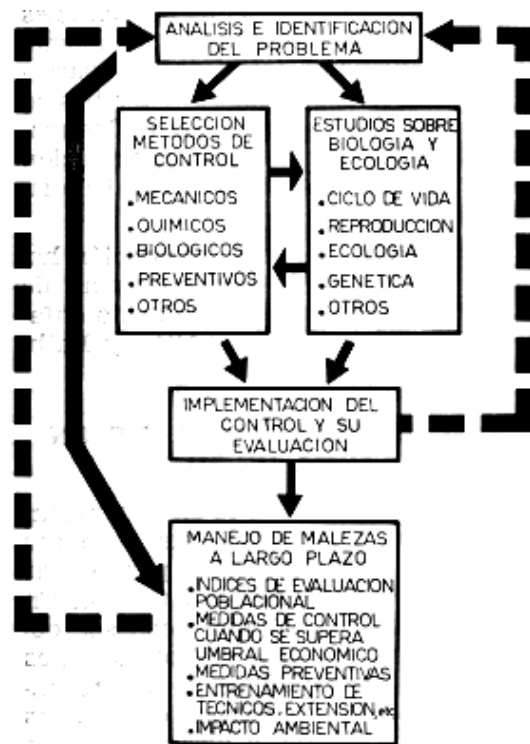 ANALISIS E IDENTIFICACION
DEL PROBLEMA
SELECCION
METODOS DE
CONTROL
.MECANICOS
.QUIMICOS
.BIOLOGICOS
.PREVENTIVOS
.OTROS
ESTUDIOS SOBRE
BIOLOGIA Y
ECOLOGIA
.CICLO DE VIDA
.REPRODUCCION
.ECOLOGIA
.GENETICA
.OTROS
IMPLEMENTACION DEL
CONTROL Y SU
EVALUACION
MANEJO DE MALEZAS
A LARGO PLAZO
.INDICES DE EVALUACION
POBLACIONAL
.MEDIDAS DE CONTROL
CUANDO SE SUPERA
UMBRAL ECONOMICO
.MEDIDAS PREVENTIVAS
.ENTRENAMIENTO DE
TECNICOS, EXTENSION, etc
.IMPACTO AMBIENTAL